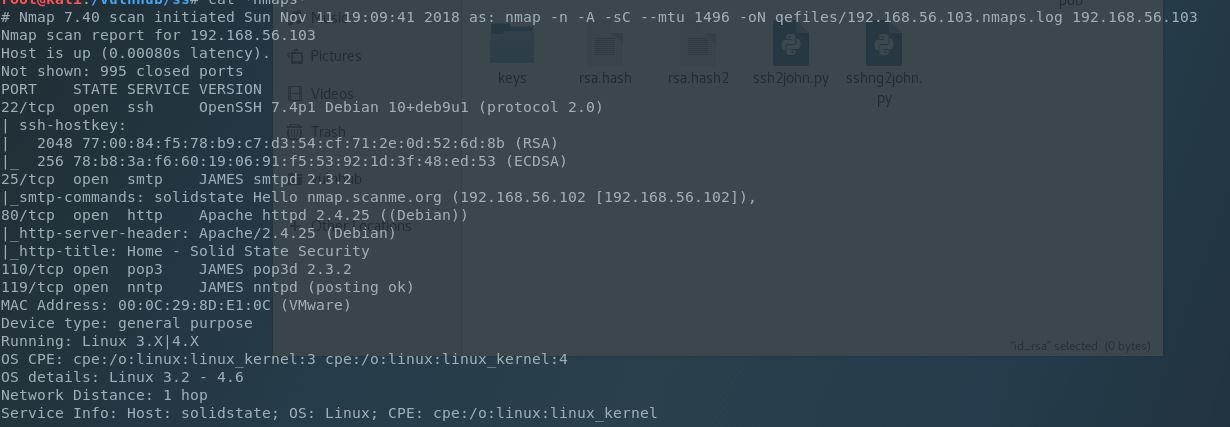 root@kali:/vulnhub/ss# cat *nmaps*
pub
# Nmap 7.40 scan initiated Sun Nov 11 19:09:41 2018 as: nmap -n -A -sC --mtu 1496 -oN qefiles/192.168.56.103.nmaps.log 192.168.56.103
Nmap scan report for 192.168.56.103
Host is up (0.00080s latency).
Pictures
Not shown: 995 closed ports
keys rsa.hash rsa.hash2 ssh2john.py sshng2john.
py
PORT    STATE SERVICE VERSION
Videos
22/tcp  open  ssh     OpenSSH 7.4p1 Debian 10+deb9u1 (protocol 2.0)
| ssh-hostkey:
Trash
|   2048 77:00:84:f5:78:b9:c7:d3:54:cf:71:2e:0d:52:6d:8b (RSA)
|_  256 78:b8:3a:f6:60:19:06:91:f5:53:92:1d:3f:48:ed:53 (ECDSA)
25/tcp  open  smtp    JAMES smtpd 2.3.2
|_smtp-commands: solidstate Hello nmap.scanme.org (192.168.56.102 [192.168.56.102]),
80/tcp  open  http    Apache httpd 2.4.25 ((Debian))
+ Other Locations
|_http-server-header: Apache/2.4.25 (Debian)
|_http-title: Home - Solid State Security
110/tcp open  pop3    JAMES pop3d 2.3.2
119/tcp open  nntp    JAMES nntpd (posting ok)
MAC Address: 00:0C:29:8D:E1:0C (VMware)
Device type: general purpose
Running: Linux 3.X|4.X
"id_rsa" selected (0 bytes)
OS CPE: cpe:/o:linux:linux_kernel:3 cpe:/o:linux:linux_kernel:4
OS details: Linux 3.2 - 4.6
Network Distance: 1 hop
Service Info: Host: solidstate; OS: Linux; CPE: cpe:/o:linux:linux_kernel